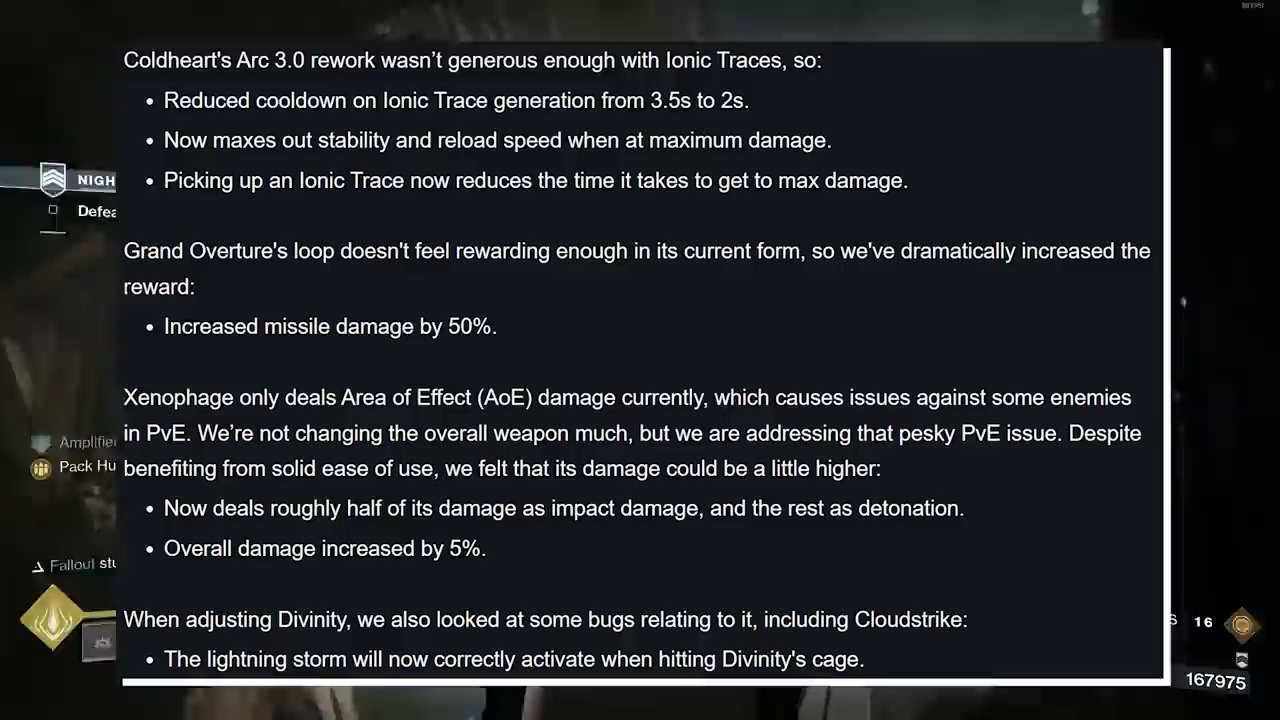 Coldheart's Arc 3.0 rework wasn’t generous enough with Ionic Traces, so:
• Reduced cooldown on Ionic Trace generation from 3.5s to 2s.
• Now maxes out stability and reload speed when at maximum damage.
• Picking up an Ionic Trace now reduces the time it takes to get to max damage.
NIGH
Defea
Grand Overture's loop doesn't feel rewarding enough in its current form, so we've dramatically increased the
reward:
• Increased missile damage by 50%.
Xenophage only deals Area of Effect (AoE) damage currently, which causes issues against some enemies
in PvE. We’re not changing the overall weapon much, but we are addressing that pesky PvE issue. Despite
benefiting from solid ease of use, we felt that its damage could be a little higher:
Amplifie
Pack Hu
• Now deals roughly half of its damage as impact damage, and the rest as detonation.
• Overall damage increased by 5%.
Fallout stu
When adjusting Divinity, we also looked at some bugs relating to it, including Cloudstrike:
• The lightning storm will now correctly activate when hitting Divinity's cage.
S 16
167975